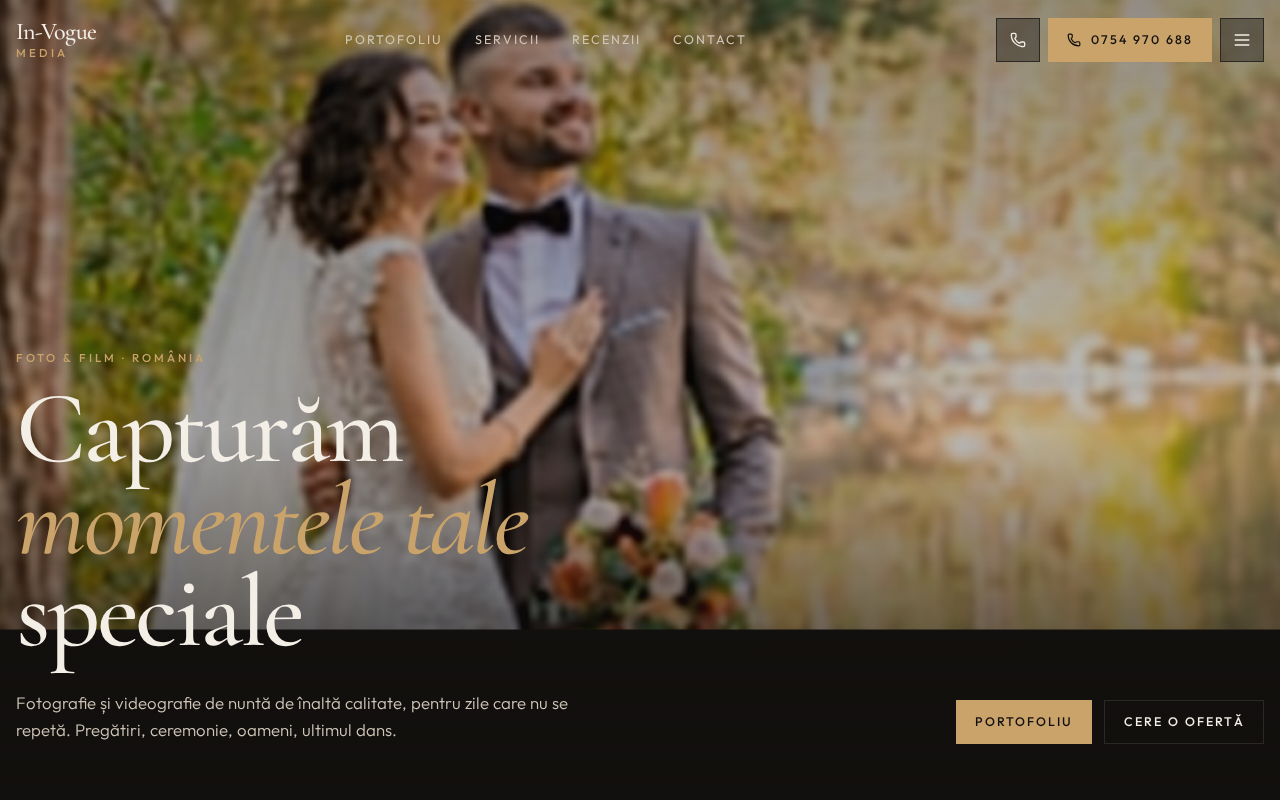 In-Vogue
MEDIA
PORTOFOLIU
SERVICII
RECENZII
CONTACT
0754 970 688
FOTO & FILM · ROMÂNIA
Capturăm
momentele tale
speciale
Fotografie și videografie de nuntă de înaltă calitate, pentru zile care nu se
repetă. Pregătiri, ceremonie, oameni, ultimul dans.
PORTOFOLIU
CERE O OFERTĂ